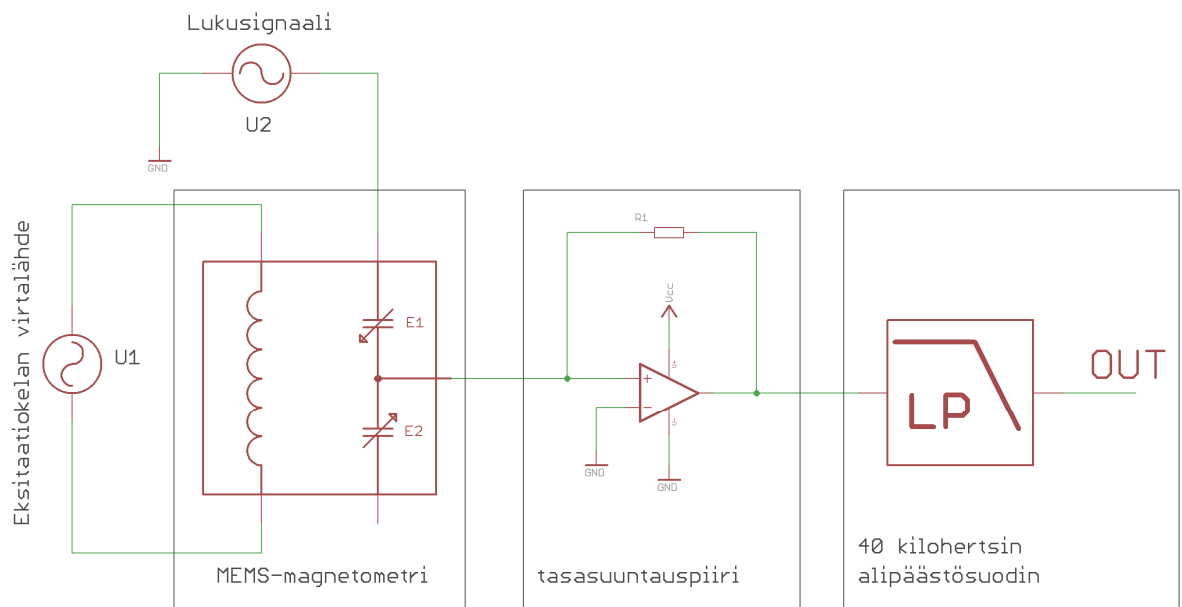 Lukusignaali
U2
GND
Eksitaatiokelan virtalähde
U1
E1
E2
MEMS-magnetometri
R1
Vcc
V+
+
-
V-
GND
GND
tasasuuntauspiiri
LP
OUT
40 kilohertsin
alipäästösuodin